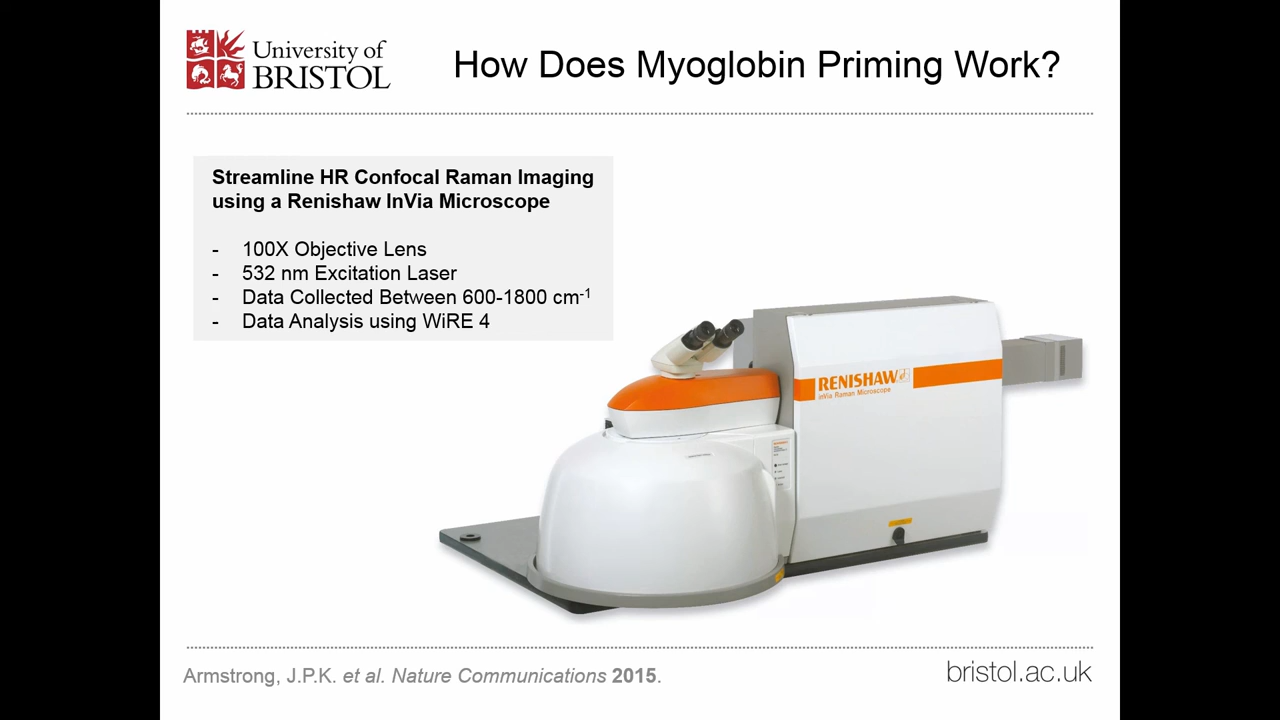 University of
BRISTOL
How Does Myoglobin Priming Work?
Streamline HR Confocal Raman Imaging
using a Renishaw InVia Microscope
- 100X Objective Lens
- 532 nm Excitation Laser
- Data Collected Between 600-1800 cm⁻¹
- Data Analysis using WiRE 4
RENISHAW
inVia Raman Microscope
Armstrong, J.P.K. et al. Nature Communications 2015.
bristol.ac.uk